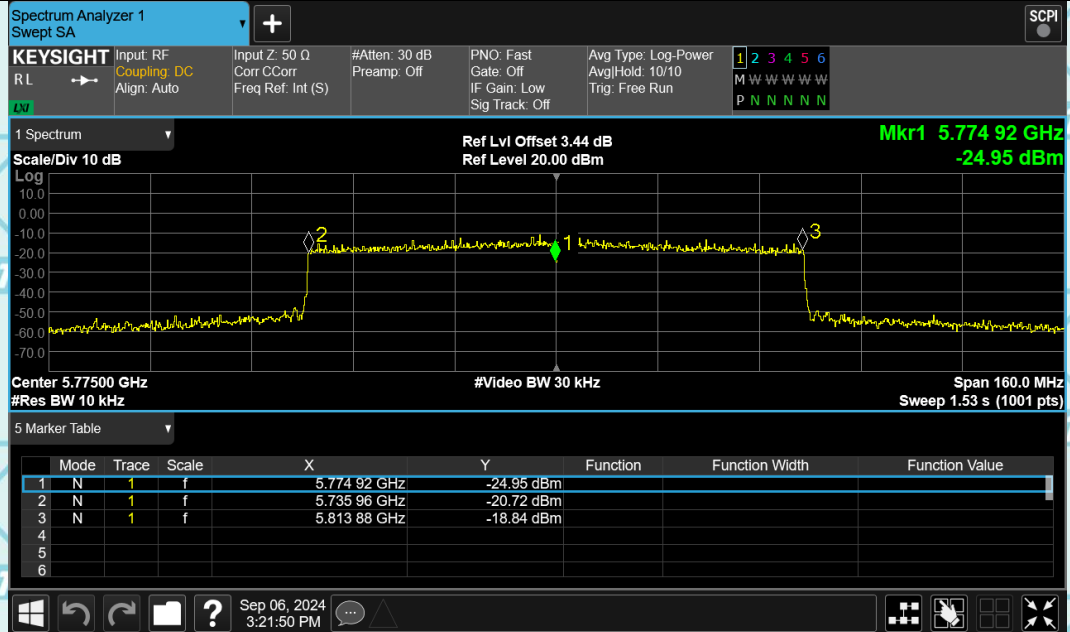 Spectrum Analyzer 1
Swept SA
+
SCPI
KEYSIGHT
RL
LXI
Input: RF
Coupling: DC
Align: Auto
Input Z: 50 Ω
Corr CCorr
Freq Ref: Int (S)
#Atten: 30 dB
Preamp: Off
PNO: Fast
Gate: Off
IF Gain: Low
Sig Track: Off
Avg Type: Log-Power
Avg|Hold: 10/10
Trig: Free Run
1 2 3 4 5 6
M W W W W W
P N N N N N
1 Spectrum
Scale/Div 10 dB
Ref Lvl Offset 3.44 dB
Ref Level 20.00 dBm
Mkr1 5.774 92 GHz
-24.95 dBm
Log
10.0
0.00
-10.0
-20.0
-30.0
-40.0
-50.0
-60.0
-70.0
2
1
3
Center 5.77500 GHz
#Video BW 30 kHz
Span 160.0 MHz
#Res BW 10 kHz
Sweep 1.53 s (1001 pts)
5 Marker Table
Mode Trace Scale X Y Function Function Width Function Value
1 N 1 f 5.774 92 GHz -24.95 dBm
2 N 1 f 5.735 96 GHz -20.72 dBm
3 N 1 f 5.813 88 GHz -18.84 dBm
4
5
6
?
Sep 06, 2024
3:21:50 PM